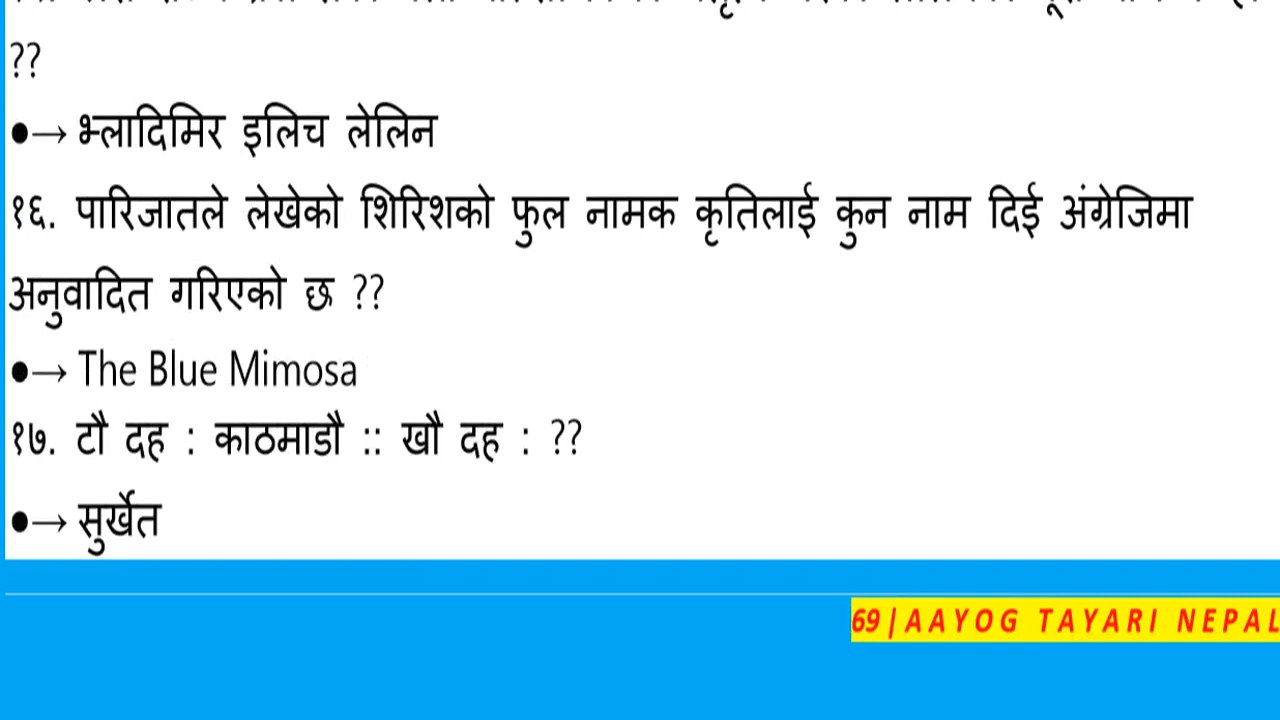 ??
●→ भ्लादिमिर इलिच लेलिन
१६. पारिजातले लेखेको शिरिशको फुल नामक कृतिलाई कुन नाम दिई अंग्रेजिमा
अनुवादित गरिएको छ ??
●→ The Blue Mimosa
१७. टौ दह : काठमाडौ :: खौ दह : ??
●→ सुर्खेत
69 | AAYOG TAYARI NEPAL